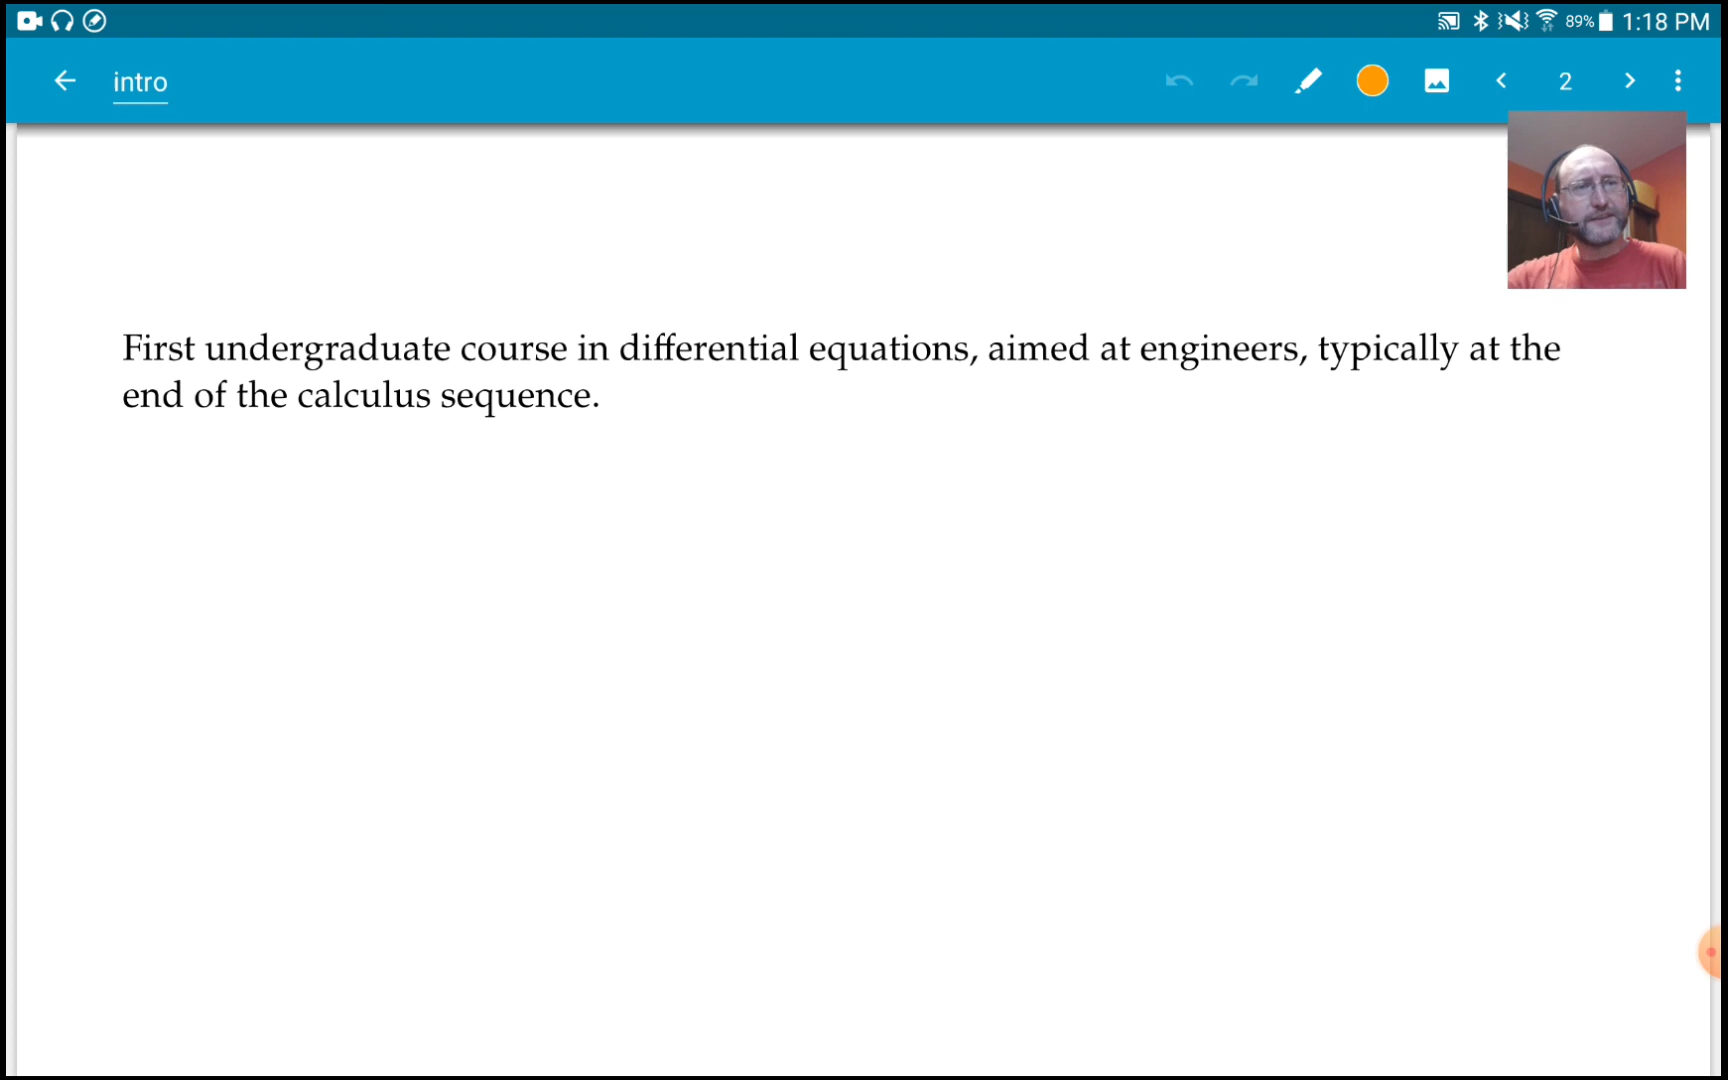 89% 1:18 PM
intro
2
First undergraduate course in differential equations, aimed at engineers, typically at the
end of the calculus sequence.